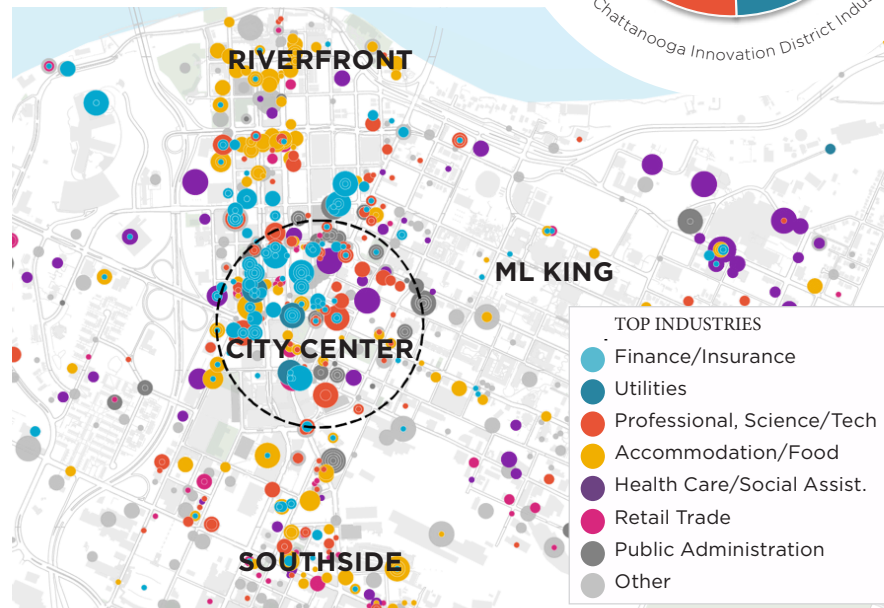 Chattanooga Innovation District Indus
RIVERFRONT
ML KING
CITY CENTER
SOUTHSIDE
TOP INDUSTRIES
Finance/Insurance
Utilities
Professional, Science/Tech
Accommodation/Food
Health Care/Social Assist.
Retail Trade
Public Administration
Other